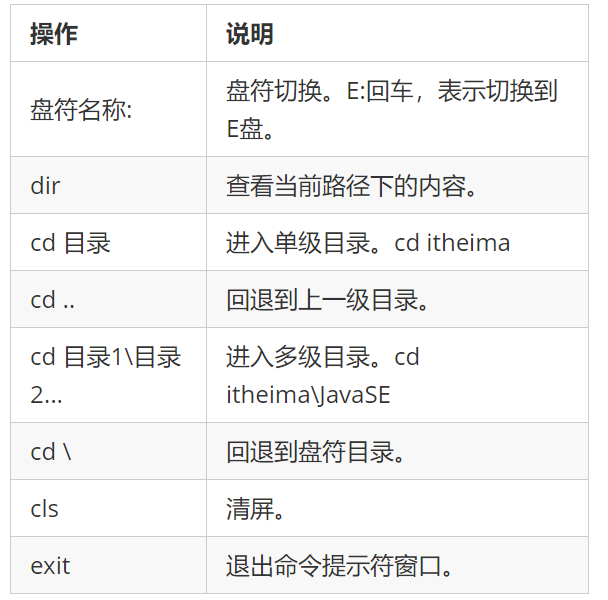 操作
说明
盘符名称:
盘符切换。E:回车，表示切换到
E盘。
dir
查看当前路径下的内容。
cd 目录
进入单级目录。cd itheima
cd ..
回退到上一级目录。
cd 目录1\目录
2...
进入多级目录。cd
itheima\JavaSE
cd \
回退到盘符目录。
cls
清屏。
exit
退出命令提示符窗口。